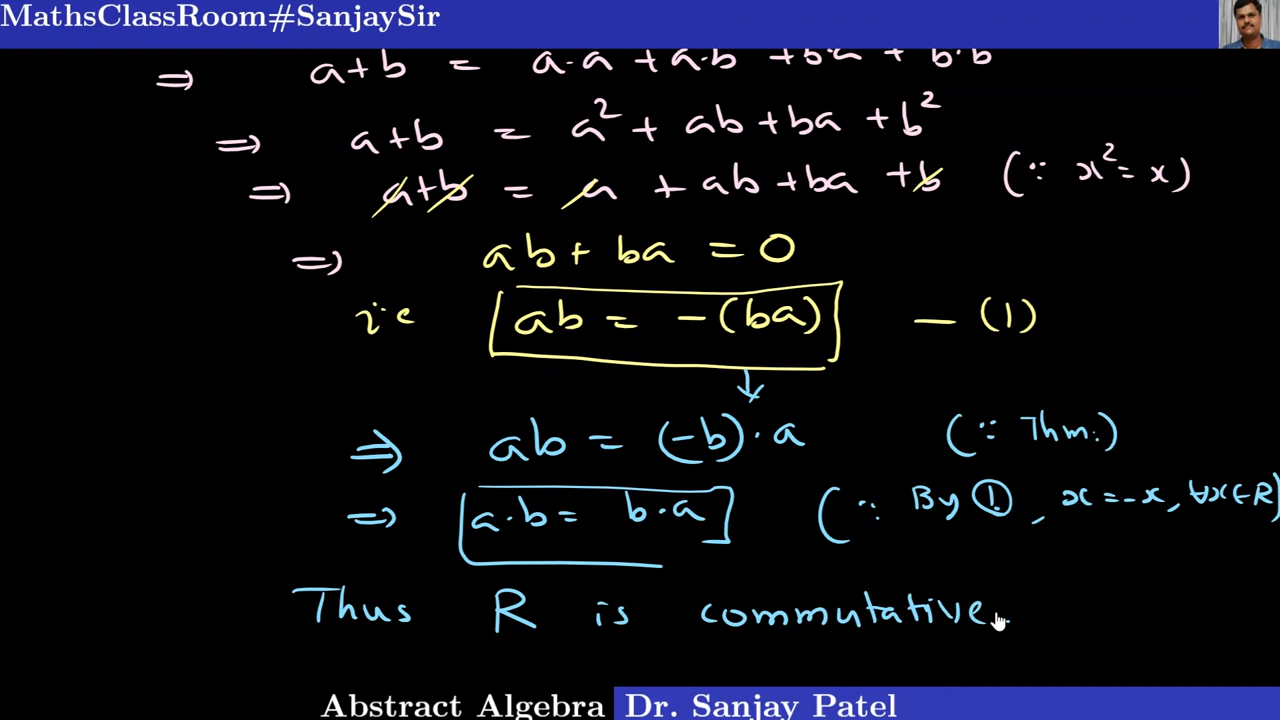 MathsClassRoom#SanjaySir
⇒ a+b = a·a + a·b + b·a + b·b
⇒ a+b = a² + ab + ba + b²
⇒ a+b = a + ab + ba + b (∵ x² = x)
⇒ ab + ba = 0
i.e ab = -(ba) — (1)
⇒ ab = (-b)·a (∵ Thm.)
⇒ a·b = b·a (∵ By ①, x = -x, ∀x∈R)
Thus R is commutative.
Abstract Algebra Dr. Sanjay Patel